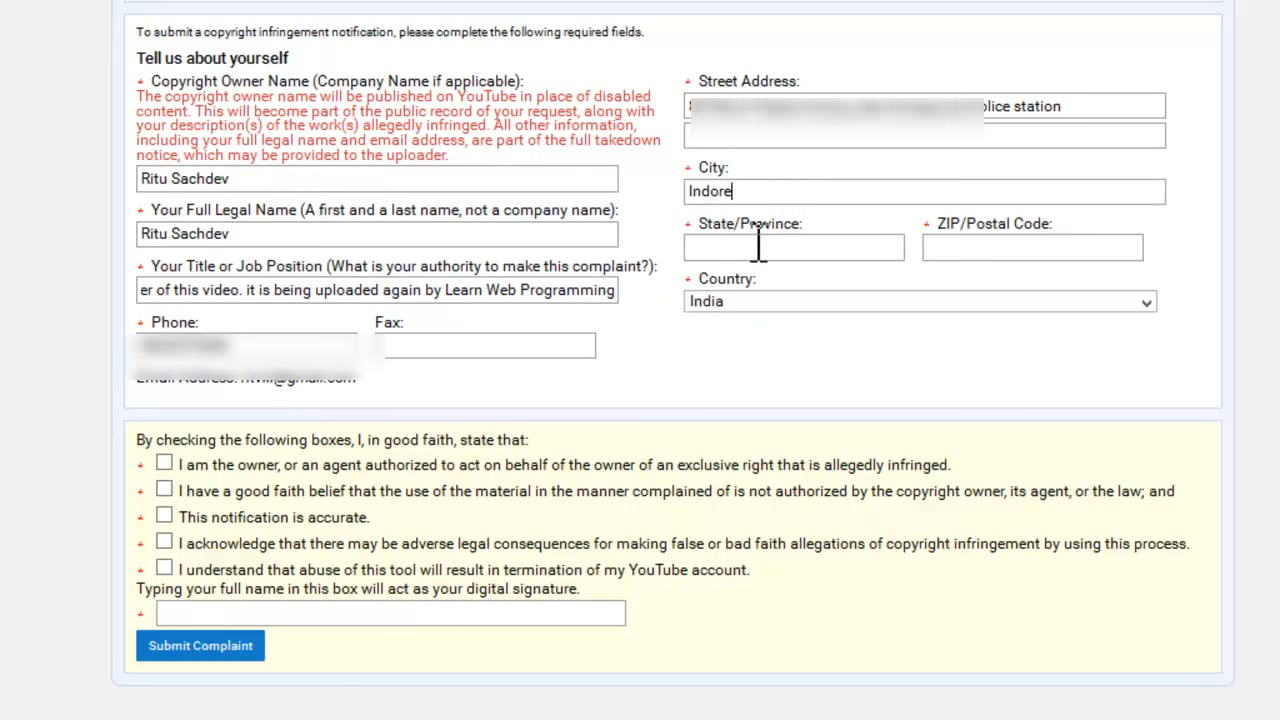 To submit a copyright infringement notification, please complete the following required fields.
Tell us about yourself
* Copyright Owner Name (Company Name if applicable):
The copyright owner name will be published on YouTube in place of disabled
content. This will become part of the public record of your request, along with
your description(s) of the work(s) allegedly infringed. All other information,
including your full legal name and email address, are part of the full takedown
notice, which may be provided to the uploader.
Ritu Sachdev
* Your Full Legal Name (A first and a last name, not a company name):
Ritu Sachdev
* Your Title or Job Position (What is your authority to make this complaint?):
er of this video. it is being uploaded again by Learn Web Programming
* Phone:
Fax:
Email Address:
* Street Address:
olice station
* City:
Indore
* State/Province:
* ZIP/Postal Code:
* Country:
India
By checking the following boxes, I, in good faith, state that:
* I am the owner, or an agent authorized to act on behalf of the owner of an exclusive right that is allegedly infringed.
* I have a good faith belief that the use of the material in the manner complained of is not authorized by the copyright owner, its agent, or the law; and
* This notification is accurate.
* I acknowledge that there may be adverse legal consequences for making false or bad faith allegations of copyright infringement by using this process.
* I understand that abuse of this tool will result in termination of my YouTube account.
Typing your full name in this box will act as your digital signature.
*
Submit Complaint